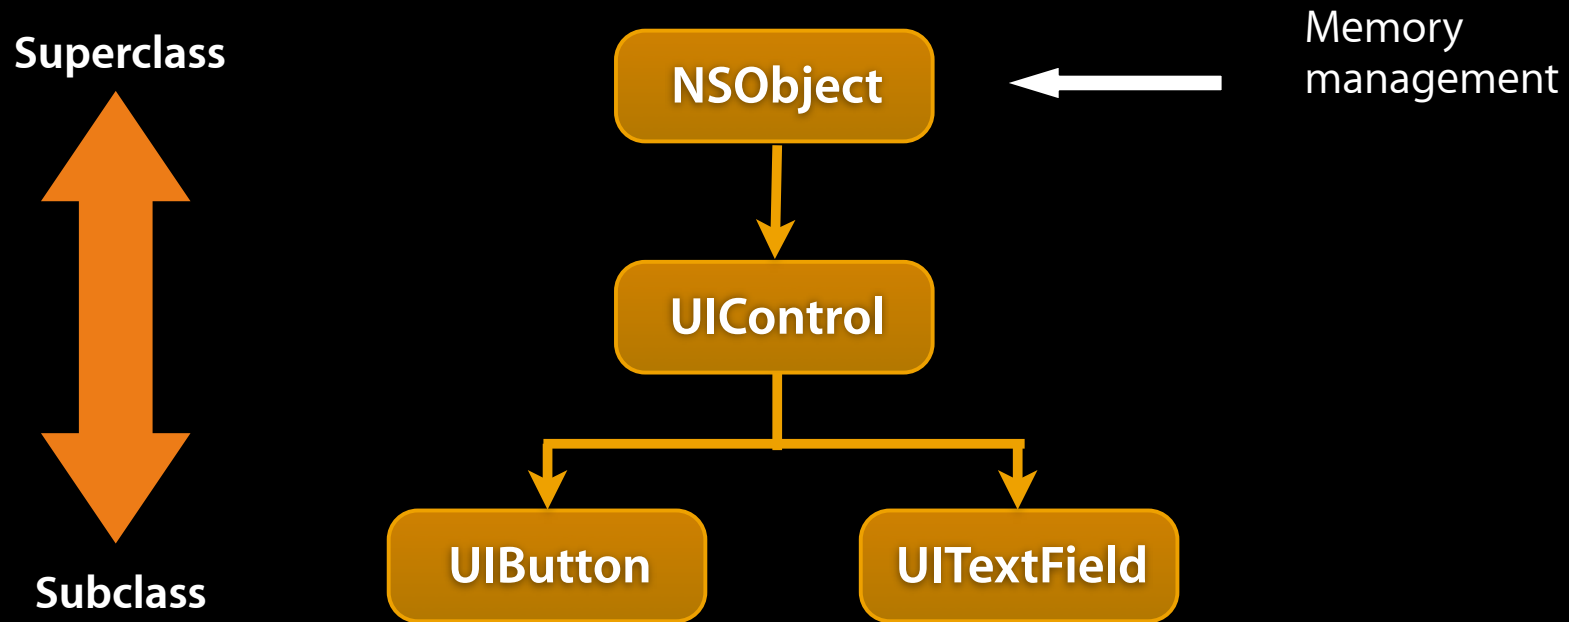 Superclass
NSObject
Memory
management
UIControl
UIButton
UITextField
Subclass